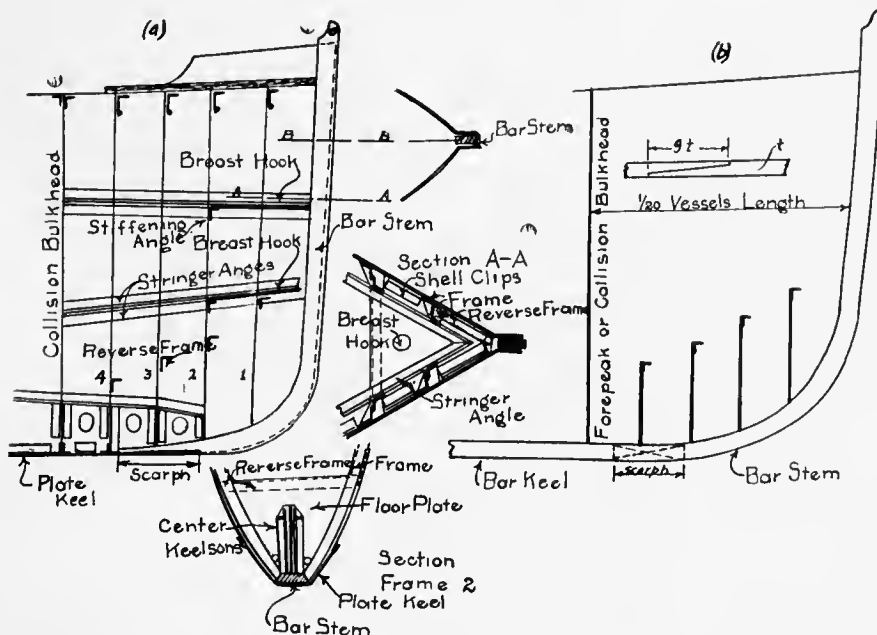 (a)
(b)
Bar Stem
B B
Breast Hook
A A
Stiffening
Angle
Breast Hook
Bar Stem
Stringer Anges
Collision Bulkhead
Reverse Frame
4 3 2 1
Scarph
Plate
Keel
Section A-A
Shell Clips
Frame
Reverse Frame
Breast
Hook
Stringer
Angle
Reverse Frame
Frame
Floor Plate
Center
Keelsons
Section
Frame 2
Plate Keel
Bar Stem
9t
t
1/20 Vessels Length
Forepeak or Collision Bulkhead
Scarph
Bar Keel
Bar Stem